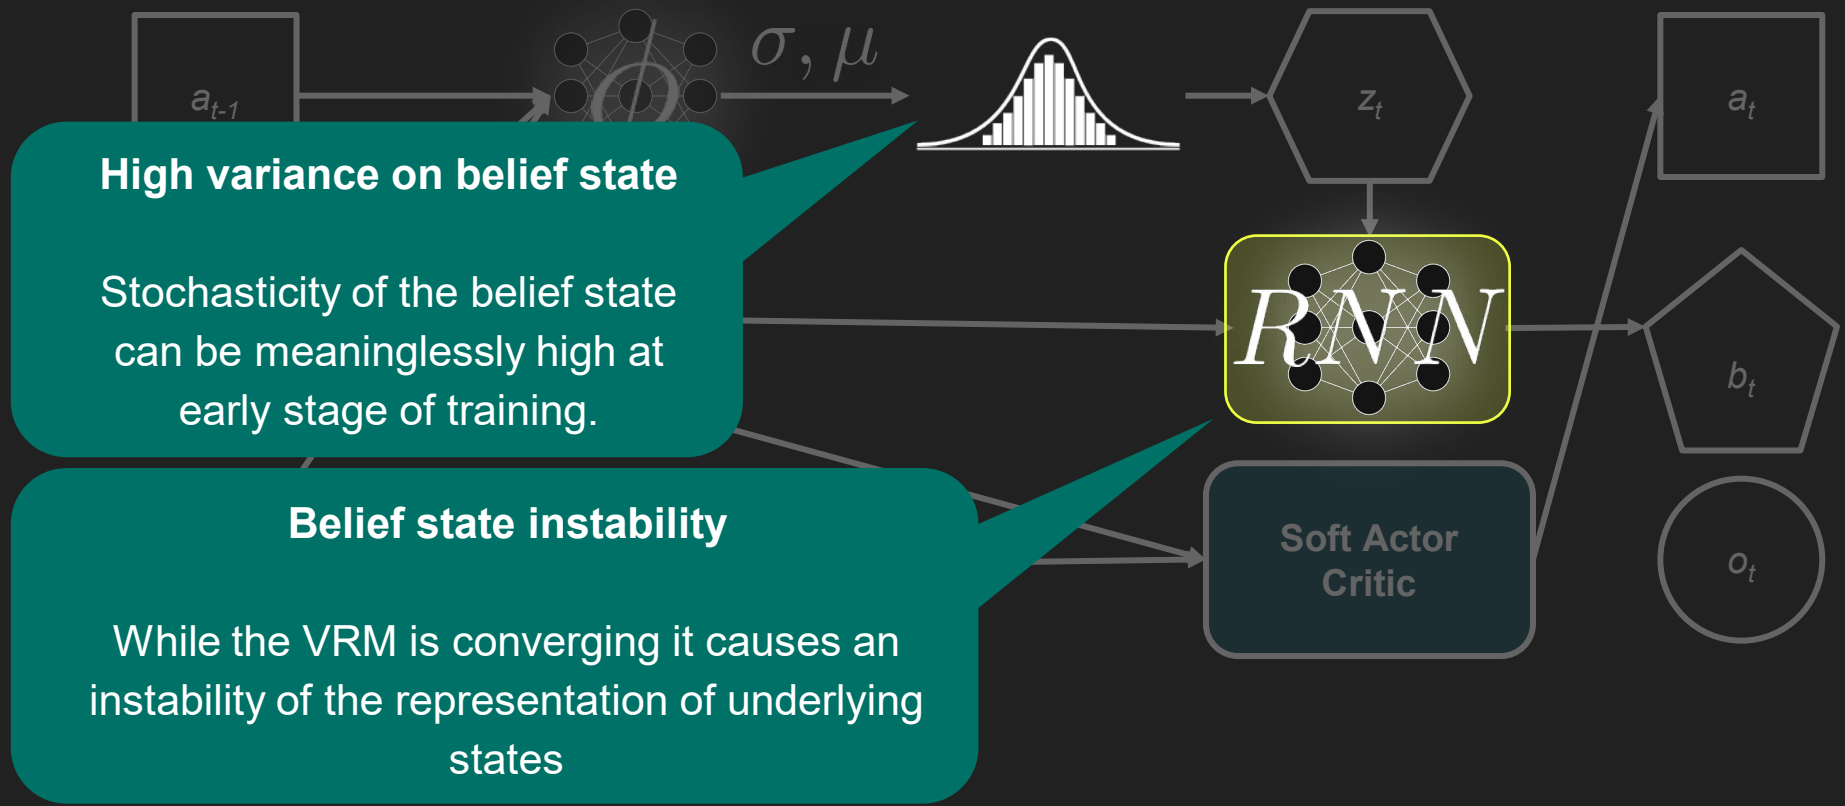 a_{t-1}
ϕ
σ, μ
z_t
a_t
High variance on belief state
Stochasticity of the belief state
can be meaninglessly high at
early stage of training.
RNN
b_t
Belief state instability
While the VRM is converging it causes an
instability of the representation of underlying
states
Soft Actor
Critic
o_t